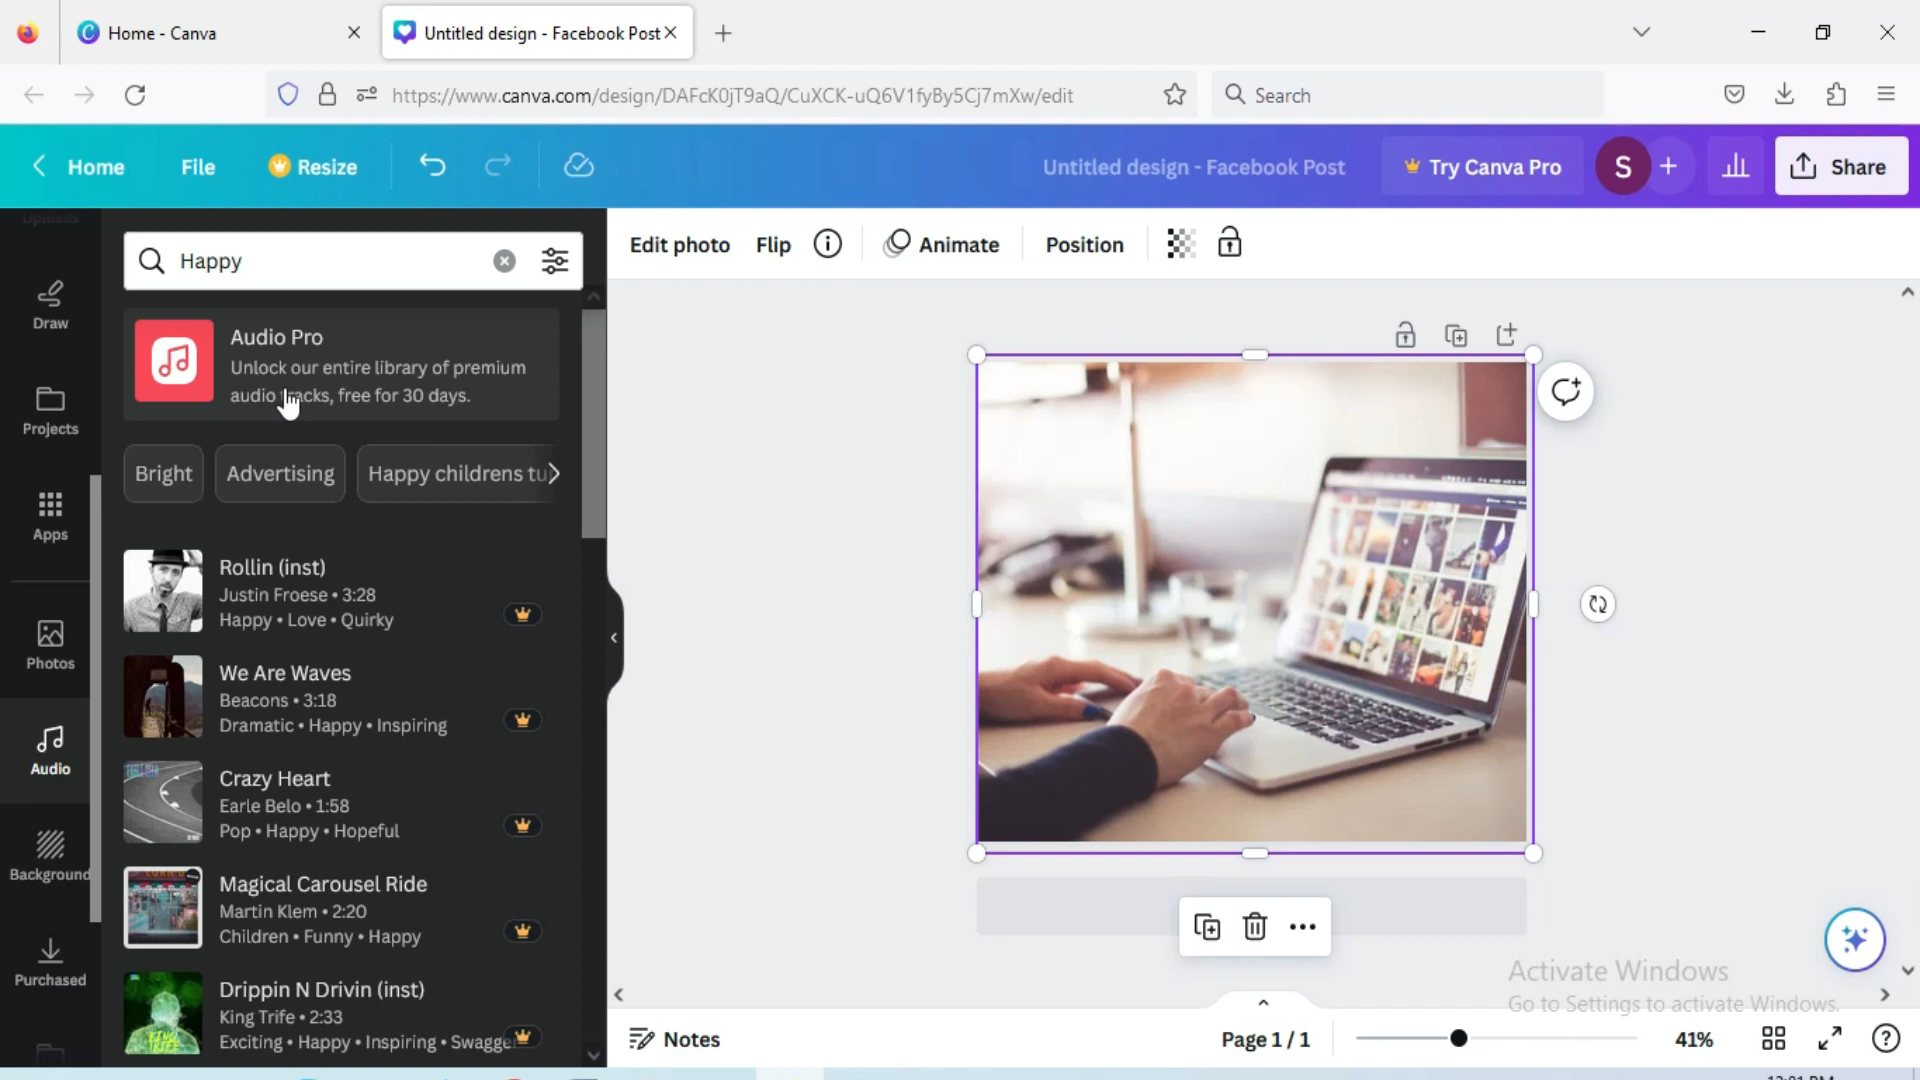 Home - Canva
Untitled design - Facebook Post
https://www.canva.com/design/DAFcK0jT9aQ/CuXCK-uQ6V1fyBy5Cj7mXw/edit
Search
Home
File
Resize
Untitled design - Facebook Post
Try Canva Pro
S
Share
Uploads
Draw
Projects
Apps
Photos
Audio
Background
Purchased
Happy
Audio Pro
Unlock our entire library of premium
audio tracks, free for 30 days.
Bright
Advertising
Happy childrens tu
Rollin (inst)
Justin Froese • 3:28
Happy • Love • Quirky
We Are Waves
Beacons • 3:18
Dramatic • Happy • Inspiring
Crazy Heart
Earle Belo • 1:58
Pop • Happy • Hopeful
Magical Carousel Ride
Martin Klem • 2:20
Children • Funny • Happy
Drippin N Drivin (inst)
King Trife • 2:33
Exciting • Happy • Inspiring • Swagge
Edit photo
Flip
Animate
Position
Activate Windows
Go to Settings to activate Windows.
Notes
Page 1 / 1
41%